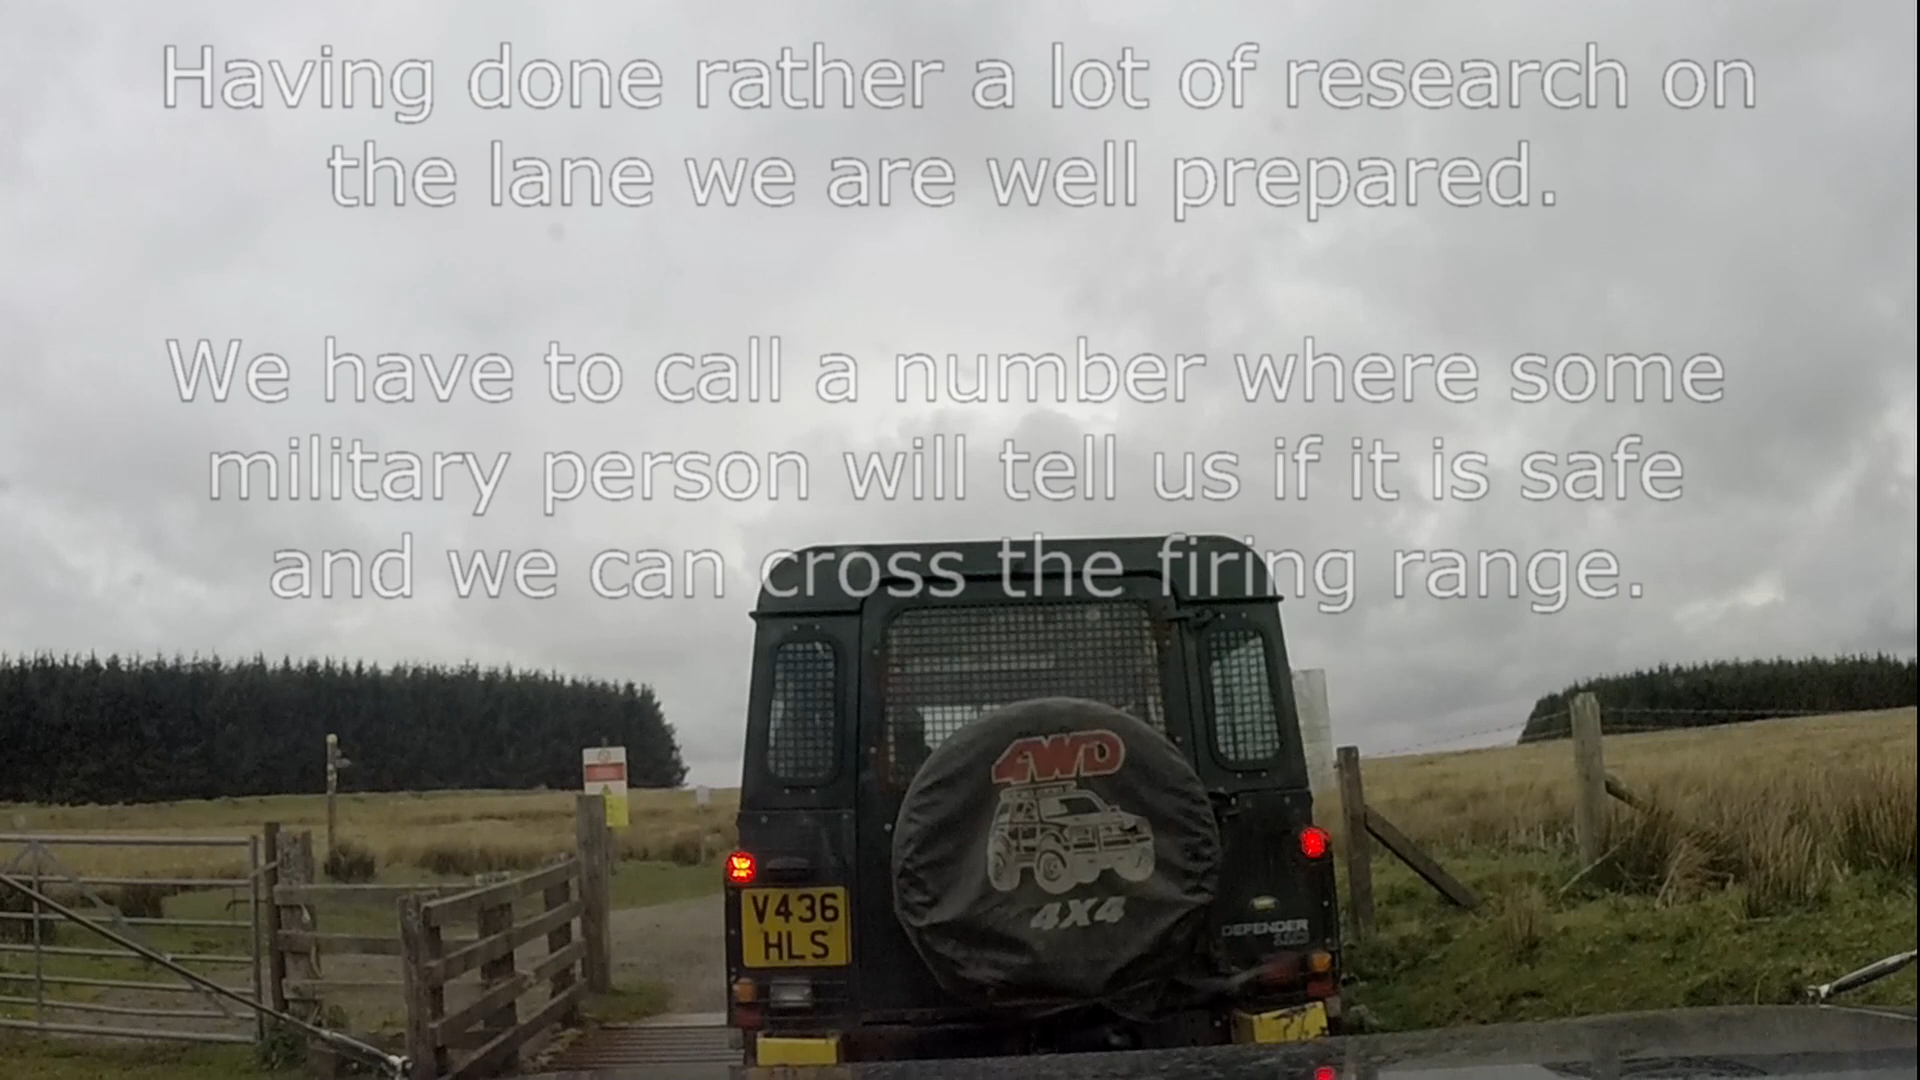 Having done rather a lot of research on
the lane we are well prepared.
We have to call a number where some
military person will tell us if it is safe
and we can cross the firing range.
4WD
4X4
V436
HLS
DEFENDER